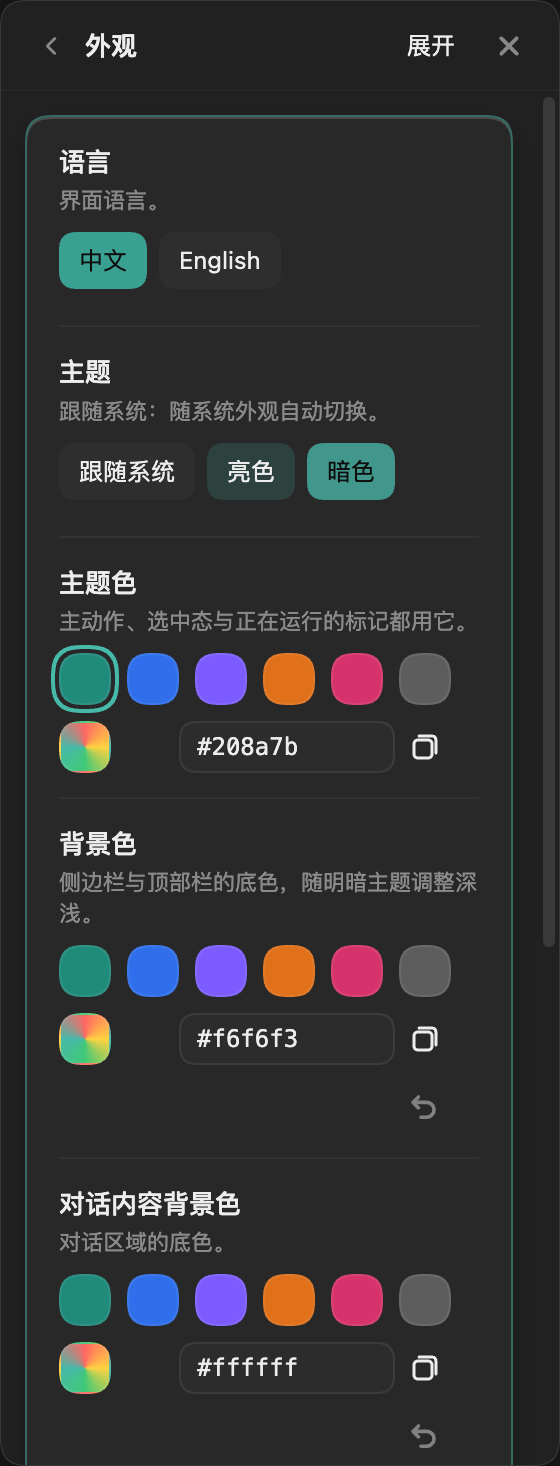 外观
展开
语言
界面语言。
中文
English
主题
跟随系统：随系统外观自动切换。
跟随系统
亮色
暗色
主题色
主动作、选中态与正在运行的标记都用它。
#208a7b
背景色
侧边栏与顶部栏的底色，随明暗主题调整深
浅。
#f6f6f3
对话内容背景色
对话区域的底色。
#ffffff